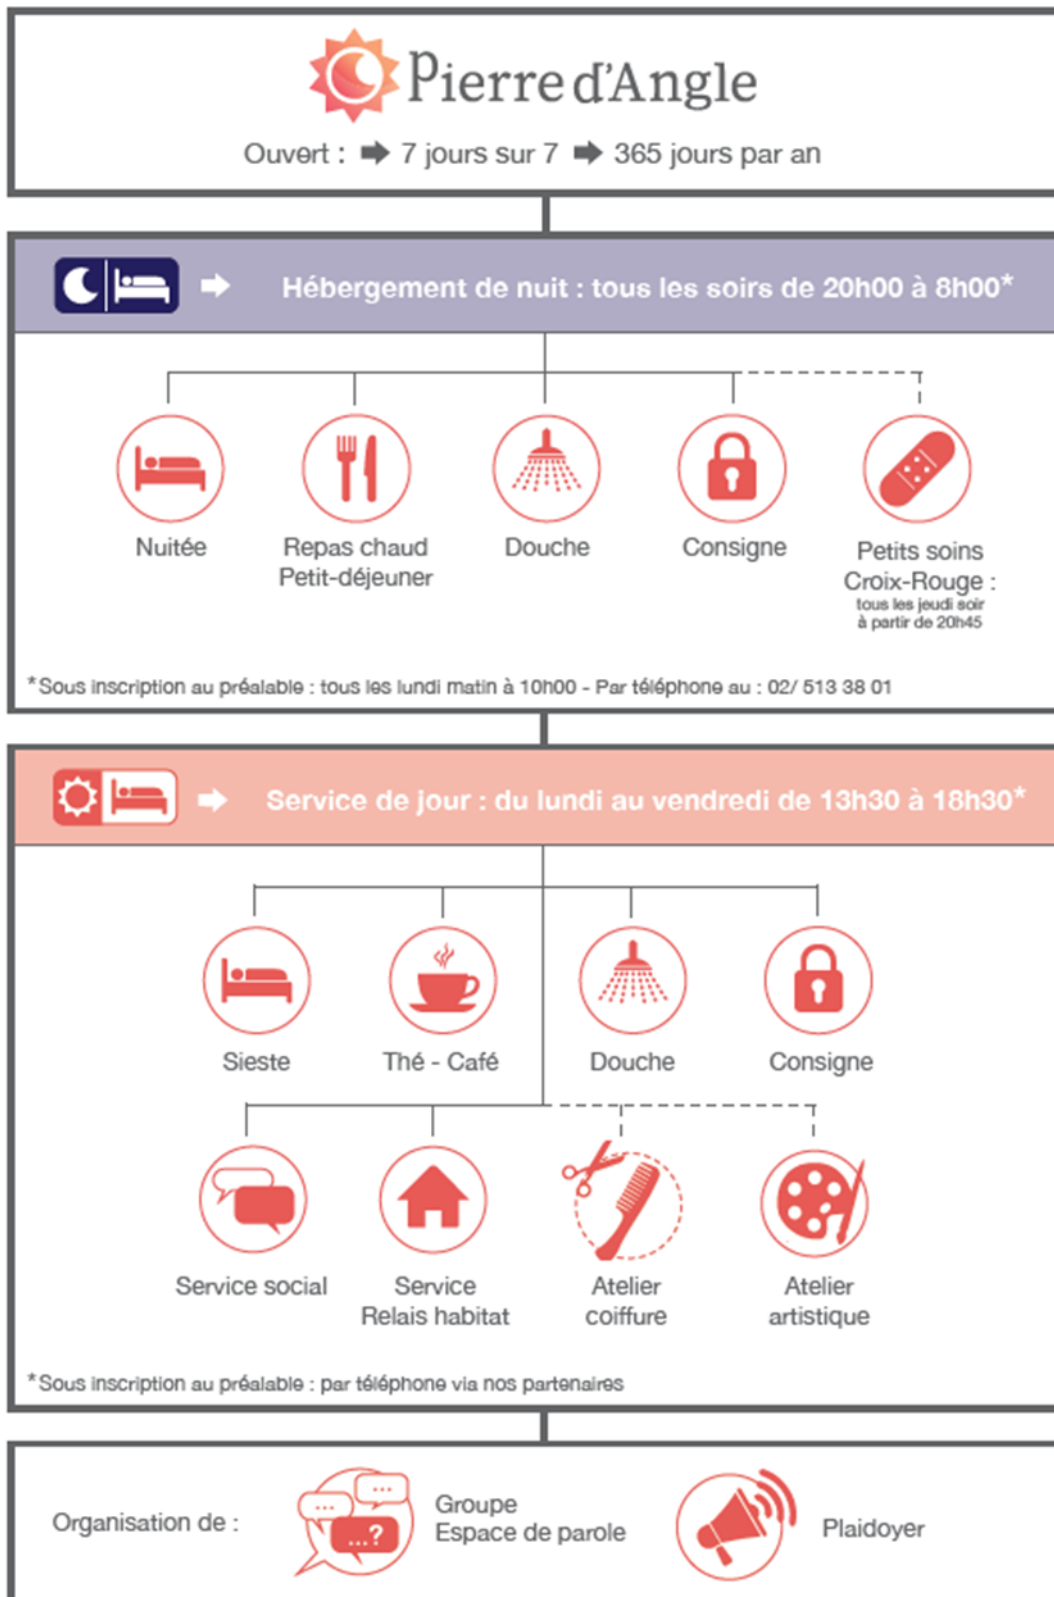 Pierre d'Angle
Ouvert : ➡ 7 jours sur 7 ➡ 365 jours par an
Hébergement de nuit : tous les soirs de 20h00 à 8h00*
Nuitée
Repas chaud
Petit-déjeuner
Douche
Consigne
Petits soins
Croix-Rouge :
tous les jeudi soir
à partir de 20h45
*Sous inscription au préalable : tous les lundi matin à 10h00 - Par téléphone au : 02/ 513 38 01
Service de jour : du lundi au vendredi de 13h30 à 18h30*
Sieste
Thé - Café
Douche
Consigne
Service social
Service
Relais habitat
Atelier
coiffure
Atelier
artistique
*Sous inscription au préalable : par téléphone via nos partenaires
Organisation de :
...
...
...?
Groupe
Espace de parole
Plaidoyer